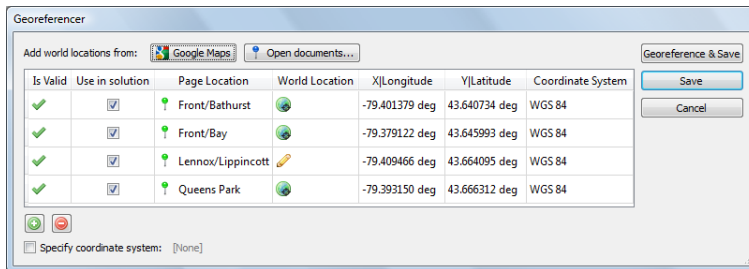 Georeferencer
Add world locations from: Google Maps Open documents... Georeference & Save
Is Valid Use in solution Page Location World Location X|Longitude Y|Latitude Coordinate System Save
Front/Bathurst -79.401379 deg 43.640734 deg WGS 84 Cancel
Front/Bay -79.379122 deg 43.645993 deg WGS 84
Lennox/Lippincott -79.409466 deg 43.664095 deg WGS 84
Queens Park -79.393150 deg 43.666312 deg WGS 84
Specify coordinate system: [None]